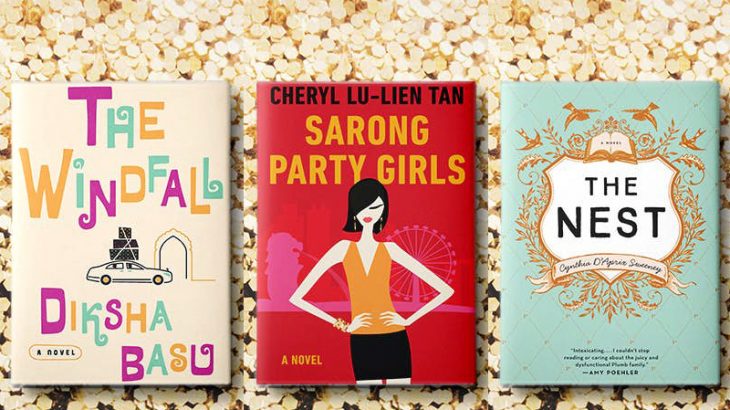 THE
WINDFALL
DIKSHA
BASU
A NOVEL
CHERYL LU-LIEN TAN
SARONG
PARTY GIRLS
A NOVEL
A NOVEL
THE
NEST
Cynthia D'Aprix Sweeney
"Intoxicating. . . . I couldn't stop
reading or caring about the juicy and
dysfunctional Plumb family."
—AMY POEHLER